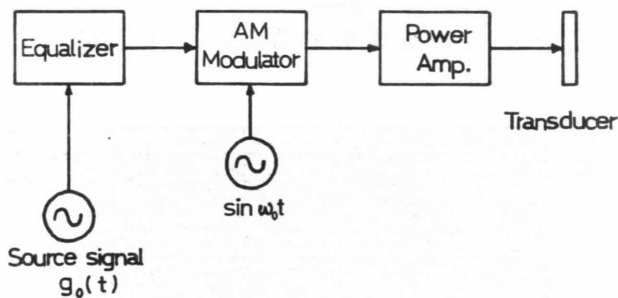 Equalizer
AM
Modulator
Power
Amp.
Transducer
sin ω₀t
Source signal
g₀(t)